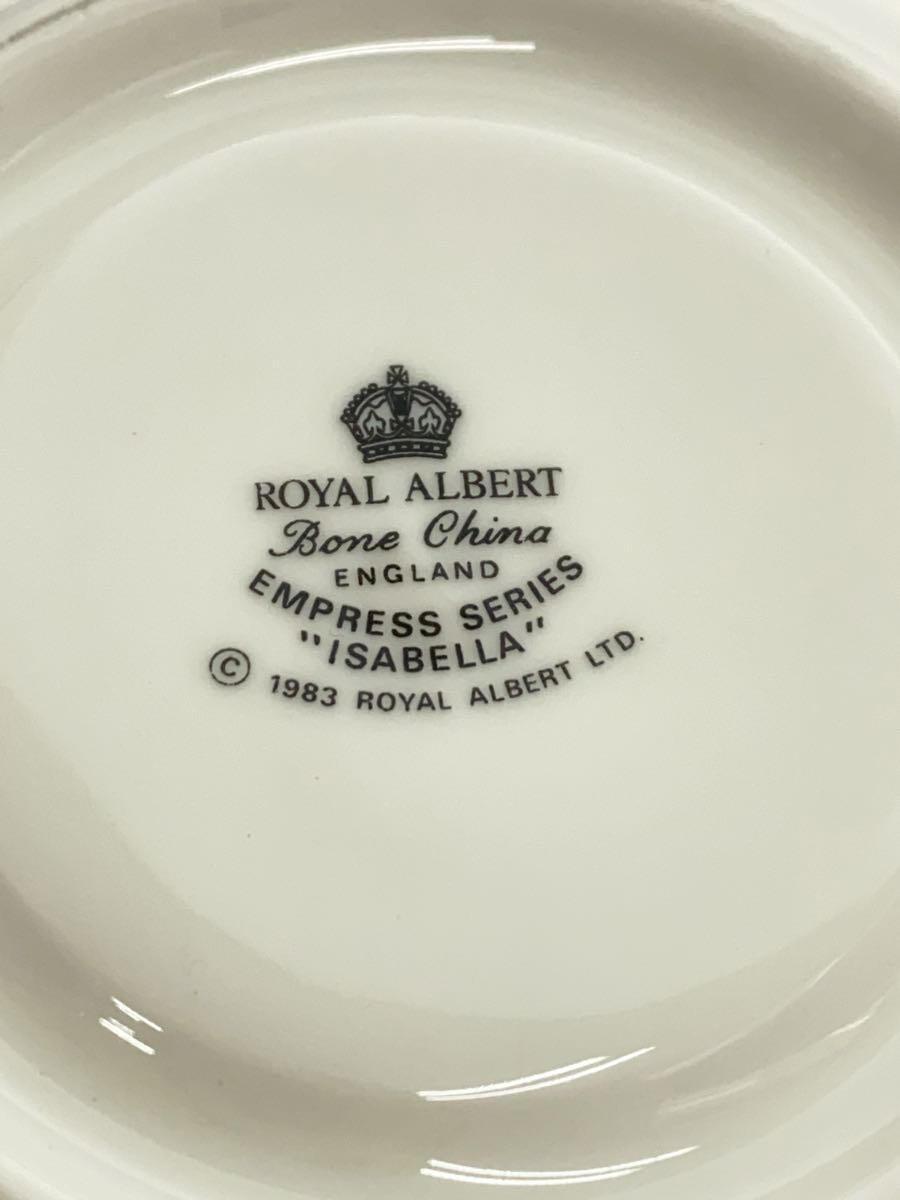 ROYAL ALBERT
Bone China
ENGLAND
EMPRESS SERIES
"ISABELLA"
© 1983 ROYAL ALBERT LTD.